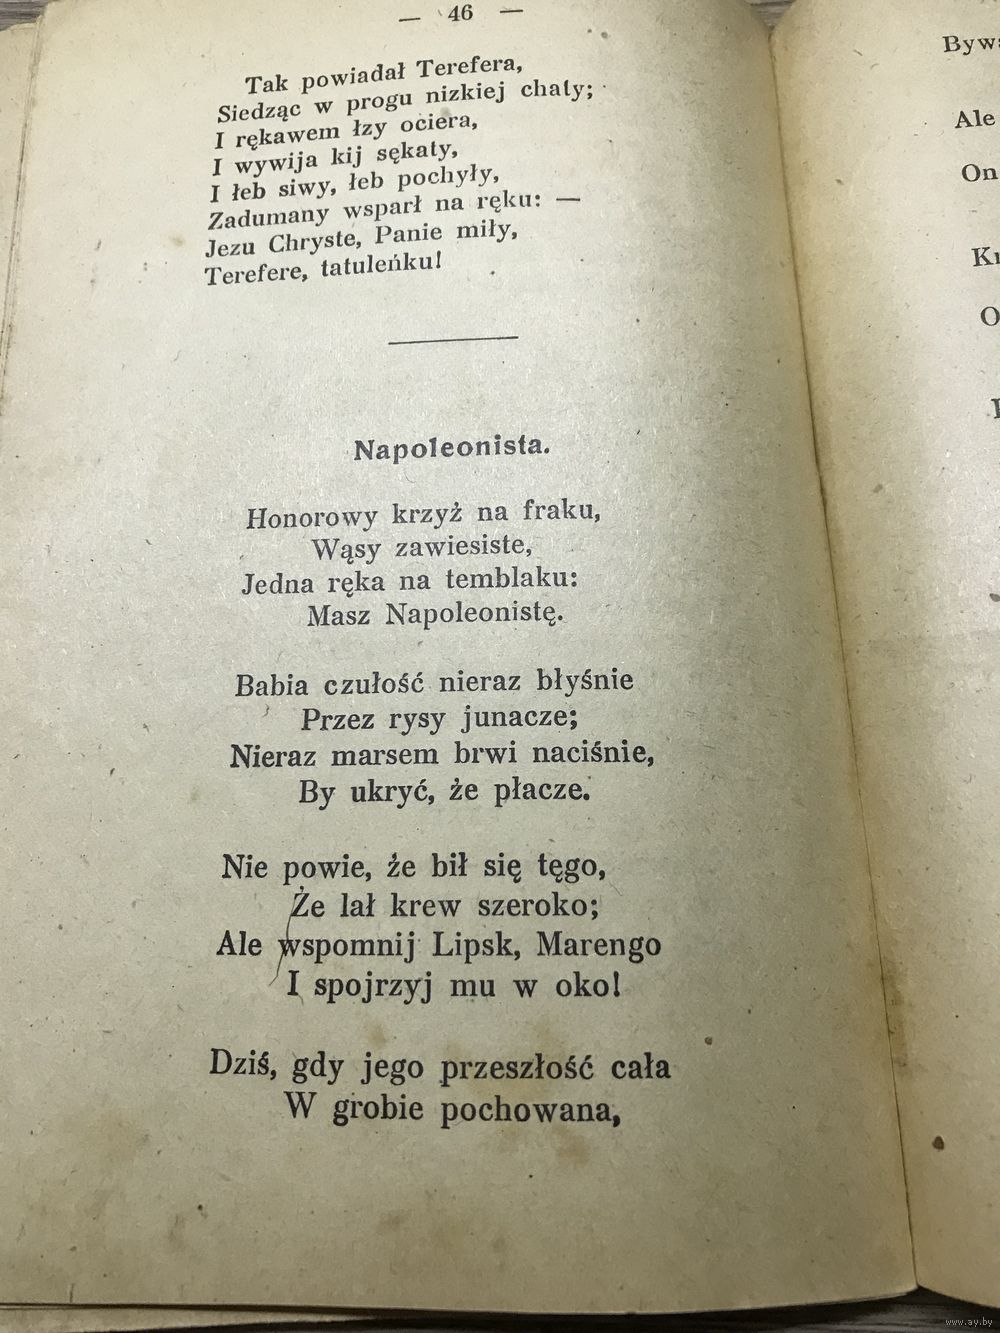 — 46 —
Tak powiadał Terefera,
Siedząc w progu nizkiej chaty;
I rękawem łzy ociera,
I wywija kij sękaty,
I łeb siwy, łeb pochyły,
Zadumany wsparł na ręku: —
Jezu Chryste, Panie miły,
Terefere, tatuleńku!
Napoleonista.
Honorowy krzyż na fraku,
Wąsy zawiesiste,
Jedna ręka na temblaku:
Masz Napoleonistę.
Babia czułość nieraz błyśnie
Przez rysy junacze;
Nieraz marsem brwi naciśnie,
By ukryć, że płacze.
Nie powie, że bił się tęgo,
Że lał krew szeroko;
Ale wspomnij Lipsk, Marengo
I spojrzyj mu w oko!
Dziś, gdy jego przeszłość cała
W grobie pochowana,
Ale
On
www.ay.by